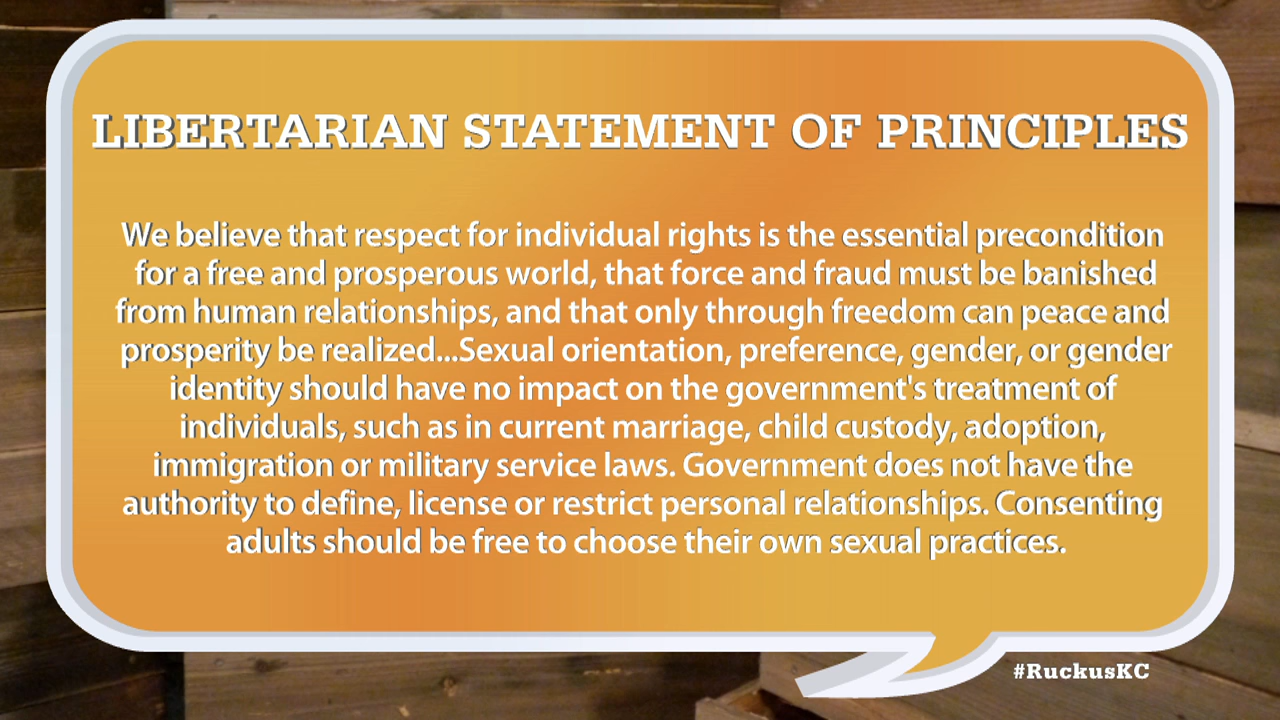 LIBERTARIAN STATEMENT OF PRINCIPLES
We believe that respect for individual rights is the essential precondition
for a free and prosperous world, that force and fraud must be banished
from human relationships, and that only through freedom can peace and
prosperity be realized...Sexual orientation, preference, gender, or gender
identity should have no impact on the government's treatment of
individuals, such as in current marriage, child custody, adoption,
immigration or military service laws. Government does not have the
authority to define, license or restrict personal relationships. Consenting
adults should be free to choose their own sexual practices.
#RuckusKC